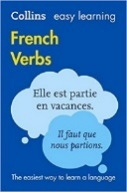 Collins easy learning
French
Verbs
Elle est partie
en vacances.
Il faut que
nous partions.
The easiest way to learn a language